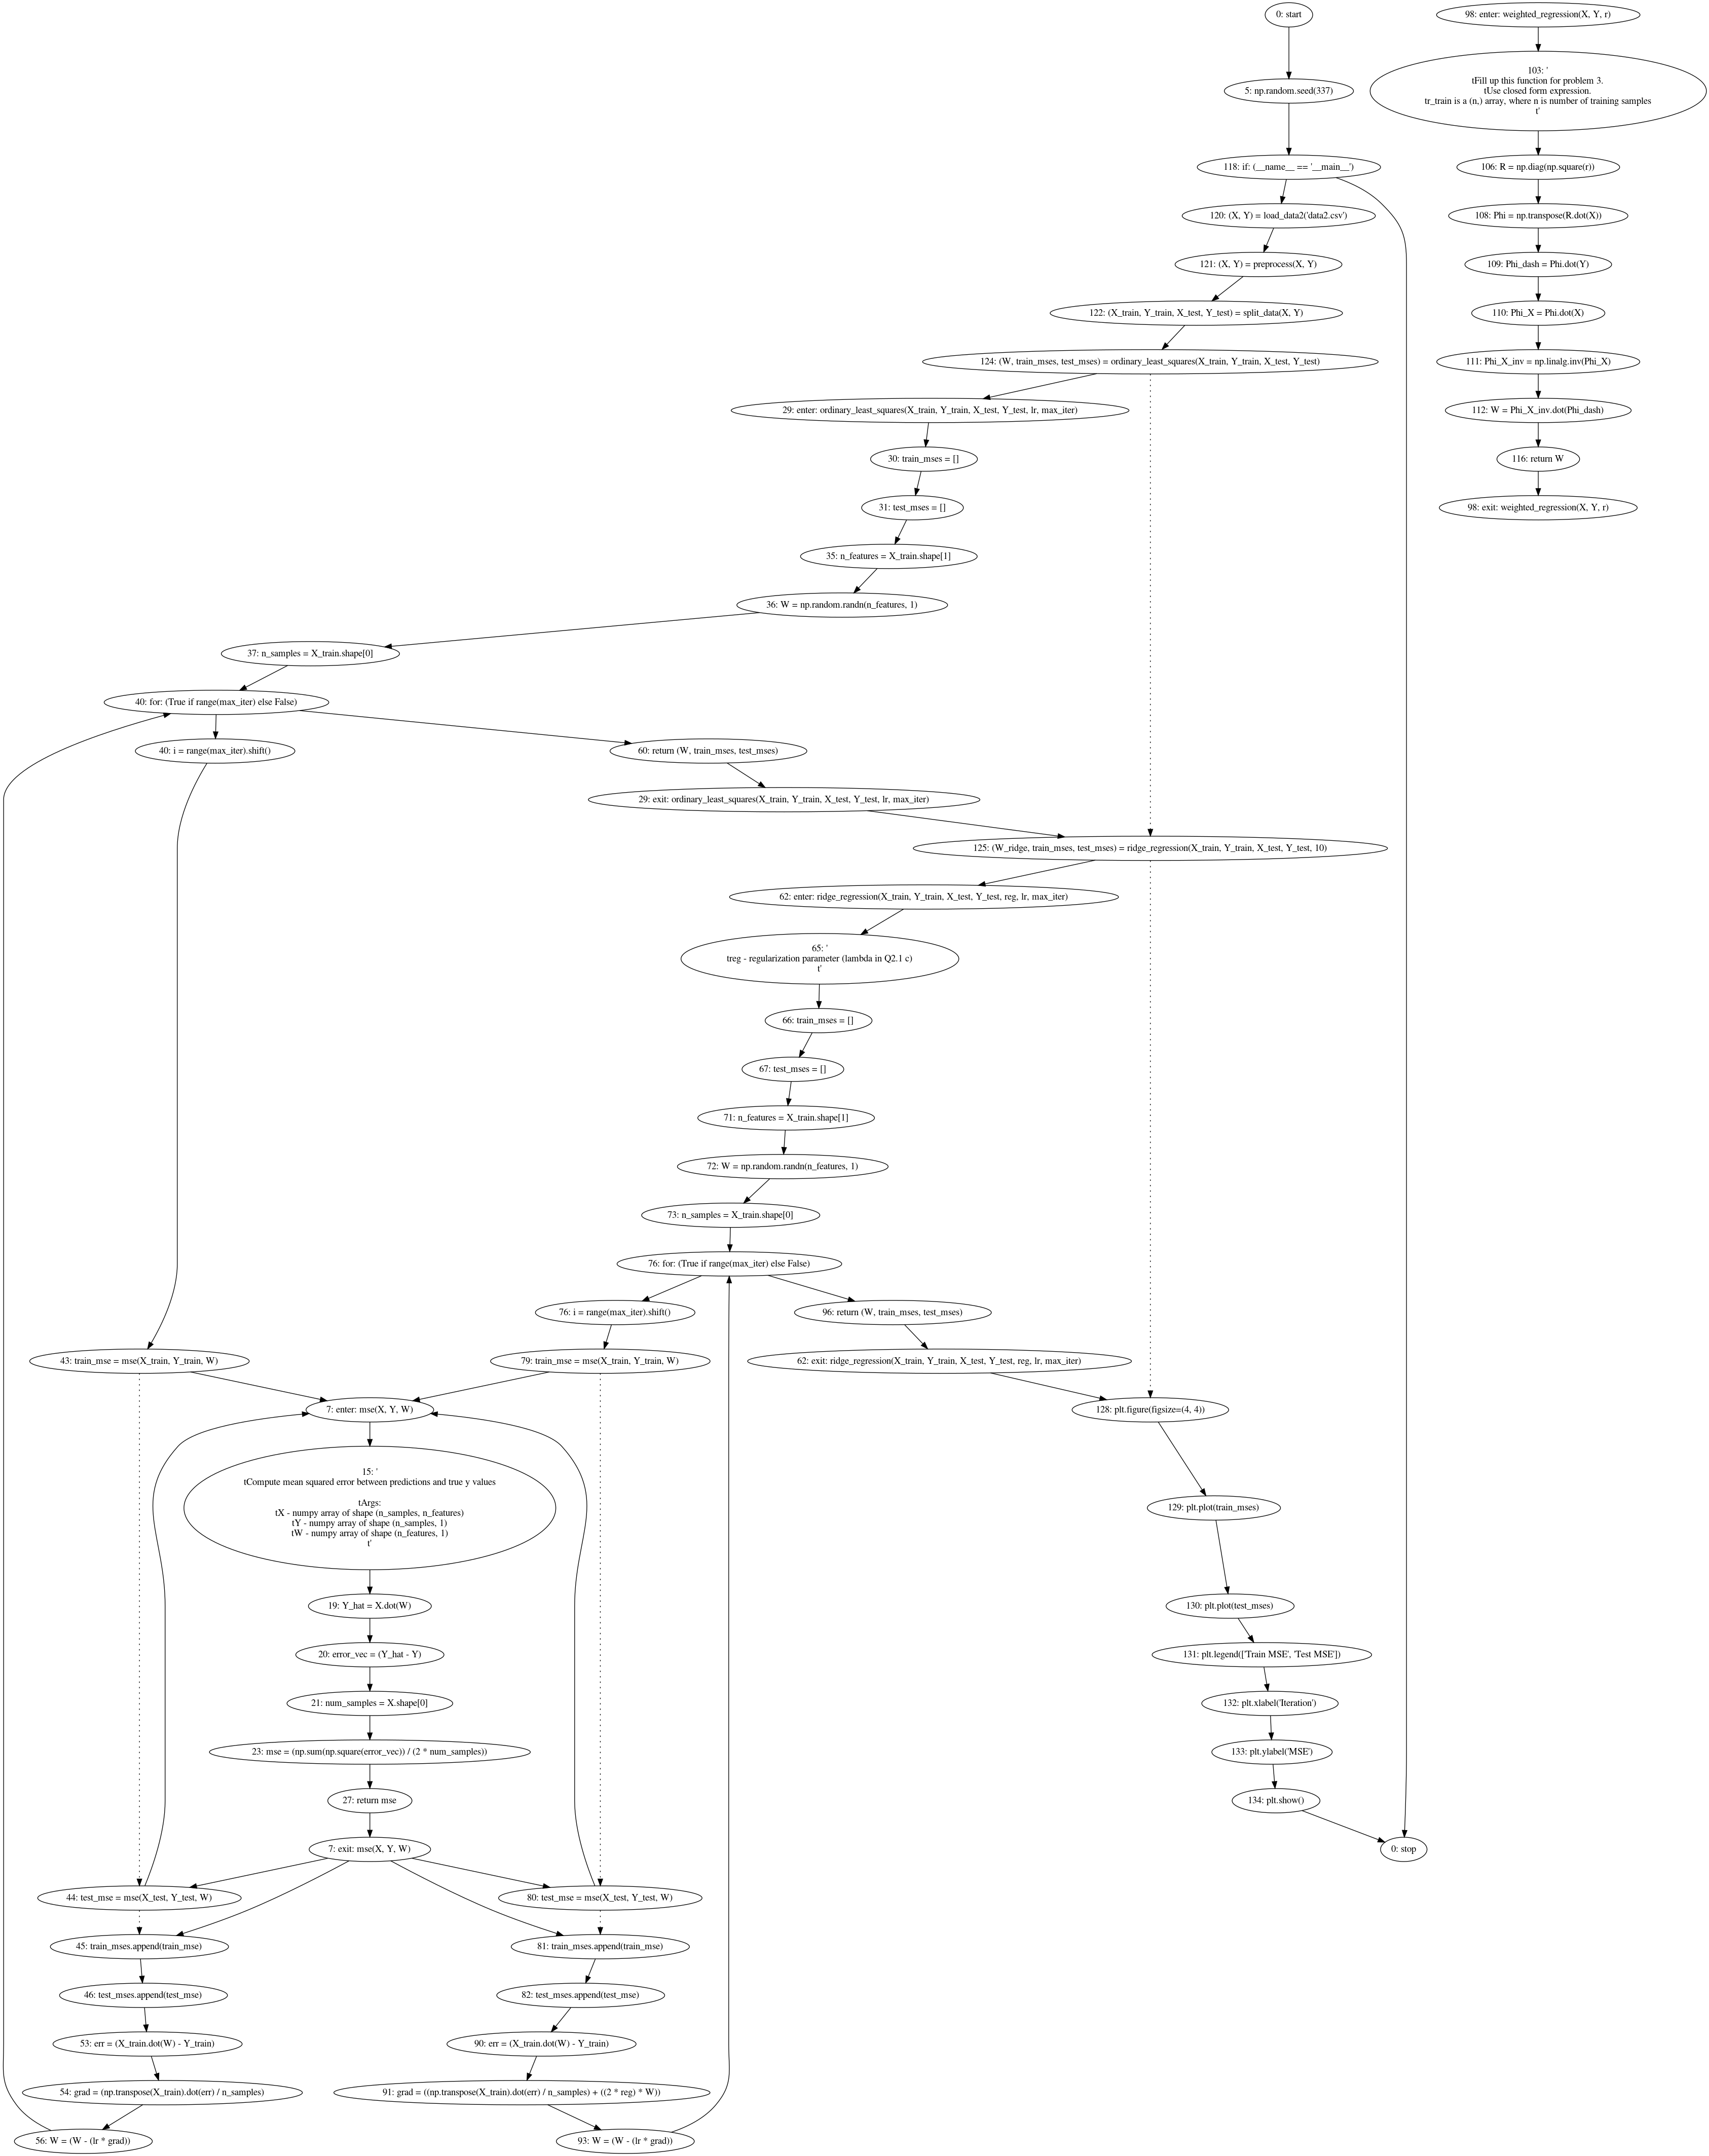 0: start
5: np.random.seed(337)
118: if: (__name__ == '__main__')
120: (X, Y) = load_data2('data2.csv')
121: (X, Y) = preprocess(X, Y)
122: (X_train, Y_train, X_test, Y_test) = split_data(X, Y)
124: (W, train_mses, test_mses) = ordinary_least_squares(X_train, Y_train, X_test, Y_test)
29: enter: ordinary_least_squares(X_train, Y_train, X_test, Y_test, lr, max_iter)
30: train_mses = []
31: test_mses = []
35: n_features = X_train.shape[1]
36: W = np.random.randn(n_features, 1)
37: n_samples = X_train.shape[0]
40: for: (True if range(max_iter) else False)
40: i = range(max_iter).shift()
60: return (W, train_mses, test_mses)
29: exit: ordinary_least_squares(X_train, Y_train, X_test, Y_test, lr, max_iter)
125: (W_ridge, train_mses, test_mses) = ridge_regression(X_train, Y_train, X_test, Y_test, 10)
62: enter: ridge_regression(X_train, Y_train, X_test, Y_test, reg, lr, max_iter)
65: '
treg - regularization parameter (lambda in Q2.1 c)
t'
66: train_mses = []
67: test_mses = []
71: n_features = X_train.shape[1]
72: W = np.random.randn(n_features, 1)
73: n_samples = X_train.shape[0]
76: for: (True if range(max_iter) else False)
76: i = range(max_iter).shift()
96: return (W, train_mses, test_mses)
43: train_mse = mse(X_train, Y_train, W)
79: train_mse = mse(X_train, Y_train, W)
62: exit: ridge_regression(X_train, Y_train, X_test, Y_test, reg, lr, max_iter)
7: enter: mse(X, Y, W)
15: '
tCompute mean squared error between predictions and true y values
tArgs:
tX - numpy array of shape (n_samples, n_features)
tY - numpy array of shape (n_samples, 1)
tW - numpy array of shape (n_features, 1)
t'
19: Y_hat = X.dot(W)
20: error_vec = (Y_hat - Y)
21: num_samples = X.shape[0]
23: mse = (np.sum(np.square(error_vec)) / (2 * num_samples))
27: return mse
7: exit: mse(X, Y, W)
44: test_mse = mse(X_test, Y_test, W)
80: test_mse = mse(X_test, Y_test, W)
45: train_mses.append(train_mse)
81: train_mses.append(train_mse)
46: test_mses.append(test_mse)
82: test_mses.append(test_mse)
53: err = (X_train.dot(W) - Y_train)
90: err = (X_train.dot(W) - Y_train)
54: grad = (np.transpose(X_train).dot(err) / n_samples)
91: grad = ((np.transpose(X_train).dot(err) / n_samples) + ((2 * reg) * W))
56: W = (W - (lr * grad))
93: W = (W - (lr * grad))
128: plt.figure(figsize=(4, 4))
129: plt.plot(train_mses)
130: plt.plot(test_mses)
131: plt.legend(['Train MSE', 'Test MSE'])
132: plt.xlabel('Iteration')
133: plt.ylabel('MSE')
134: plt.show()
0: stop
98: enter: weighted_regression(X, Y, r)
103: '
tFill up this function for problem 3.
tUse closed form expression.
tr_train is a (n,) array, where n is number of training samples
t'
106: R = np.diag(np.square(r))
108: Phi = np.transpose(R.dot(X))
109: Phi_dash = Phi.dot(Y)
110: Phi_X = Phi.dot(X)
111: Phi_X_inv = np.linalg.inv(Phi_X)
112: W = Phi_X_inv.dot(Phi_dash)
116: return W
98: exit: weighted_regression(X, Y, r)